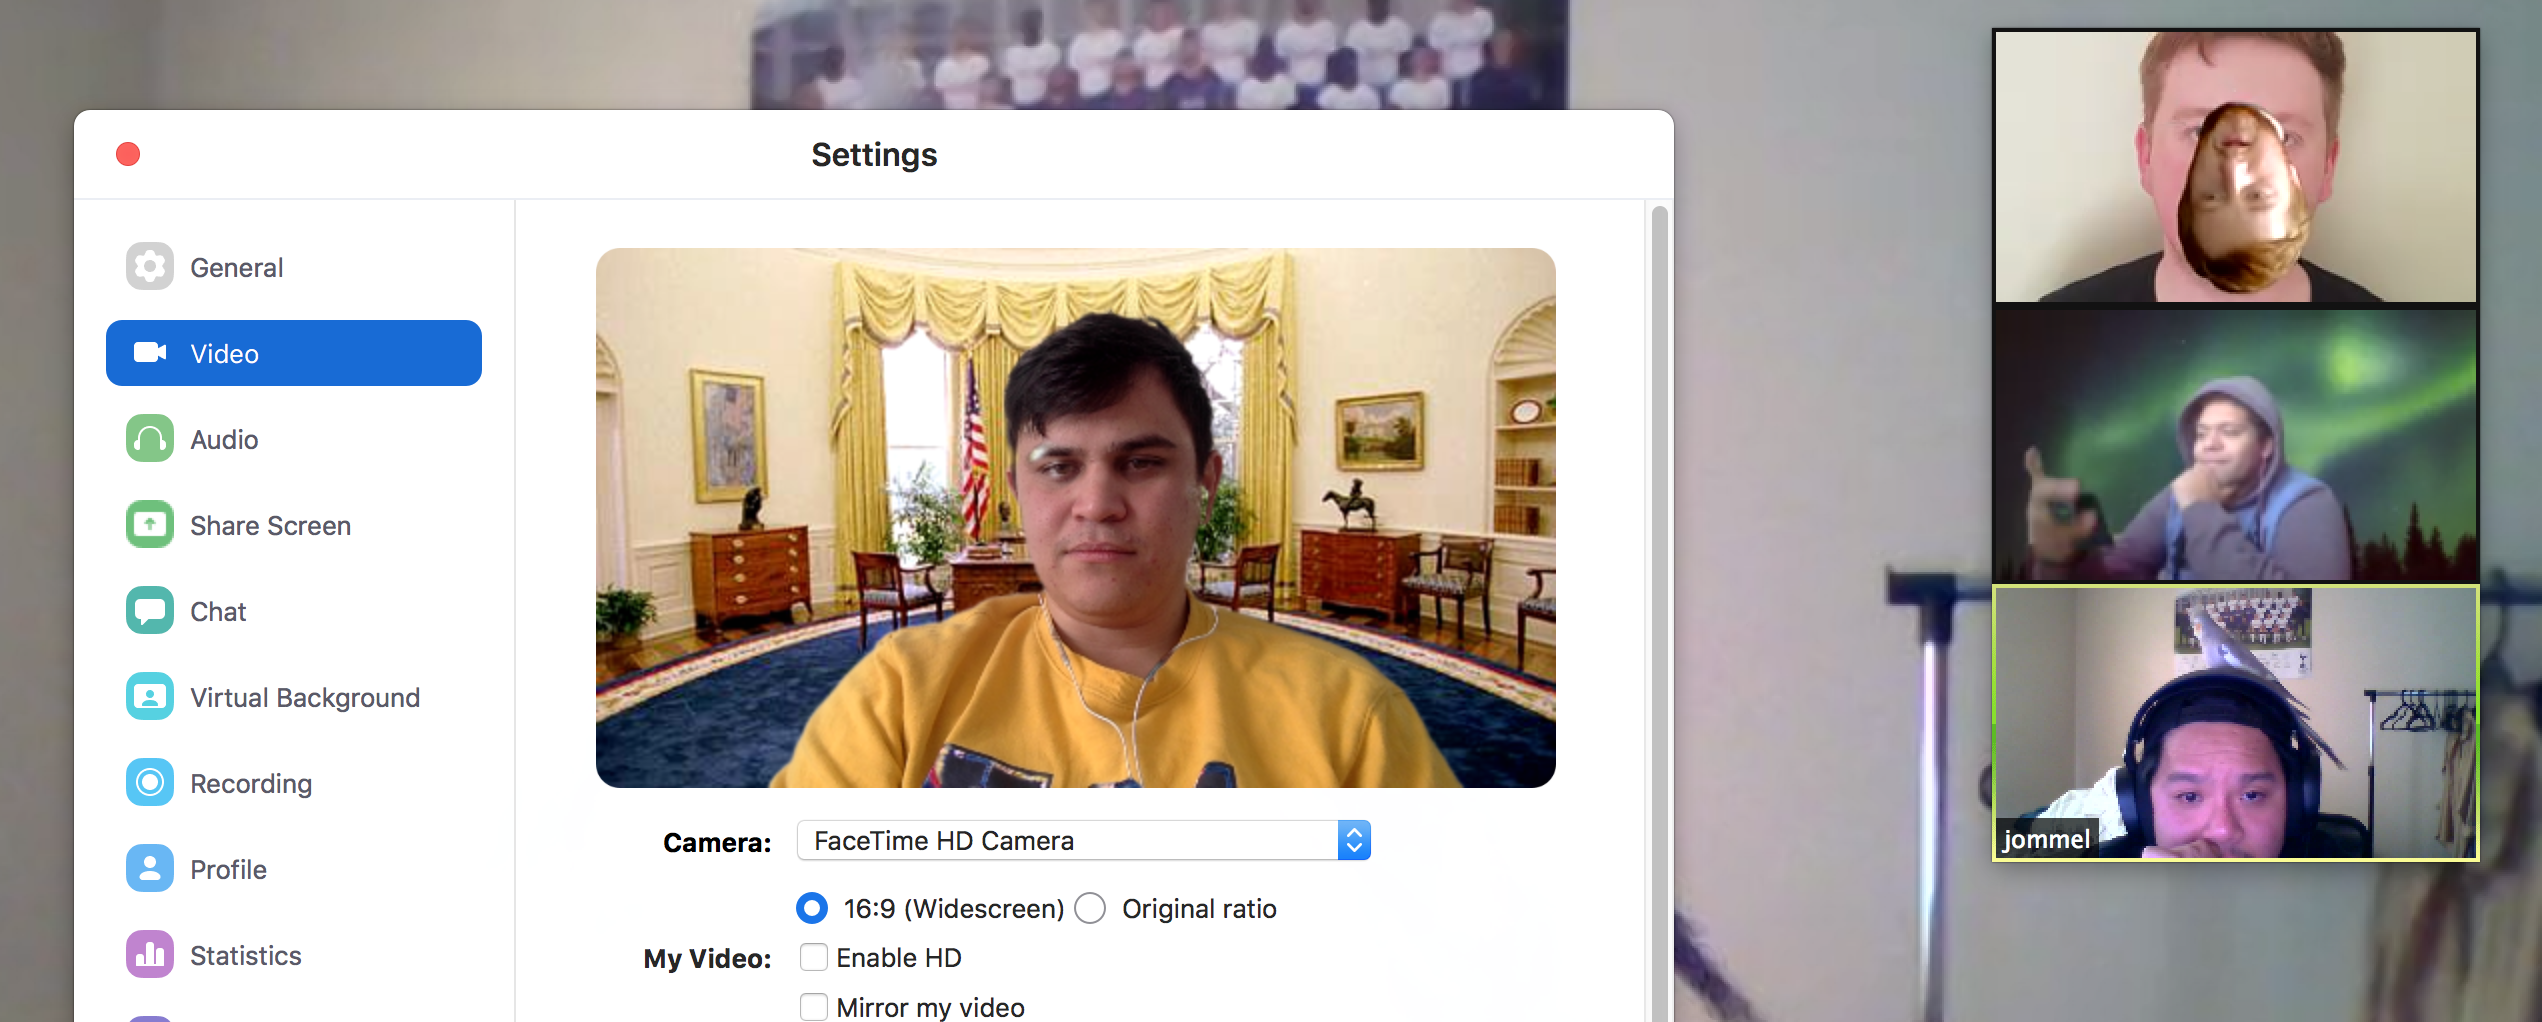 Settings
General
Video
Audio
Share Screen
Chat
Virtual Background
Recording
Profile
Statistics
Camera: FaceTime HD Camera
16:9 (Widescreen) Original ratio
My Video: Enable HD
Mirror my video
jommel